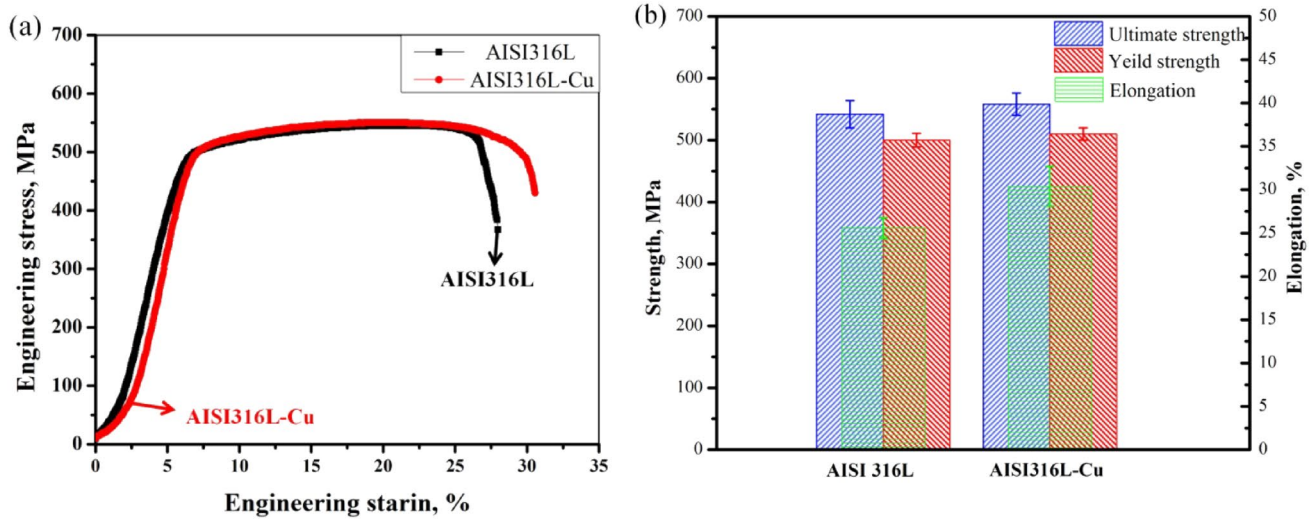 (a)
700
600
500
400
300
200
100
0
Engineering stress, MPa
AISI316L
AISI316L-Cu
AISI316L
AISI316L-Cu
0 5 10 15 20 25 30 35
Engineering starin, %
(b)
700
600
500
400
300
200
100
0
Strength, MPa
Ultimate strength
Yeild strength
Elongation
50
45
40
35
30
25
20
15
10
5
0
Elongation, %
AISI 316L AISI316L-Cu